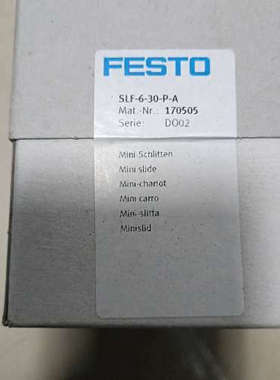 FESTO
SLF-6-30-P-A
Mat.-Nr.: 170505
Serie: DO02
Mini-Schlitten
Mini slide
Mini-chariot
Mini carro
Mini-slitta
Minislid